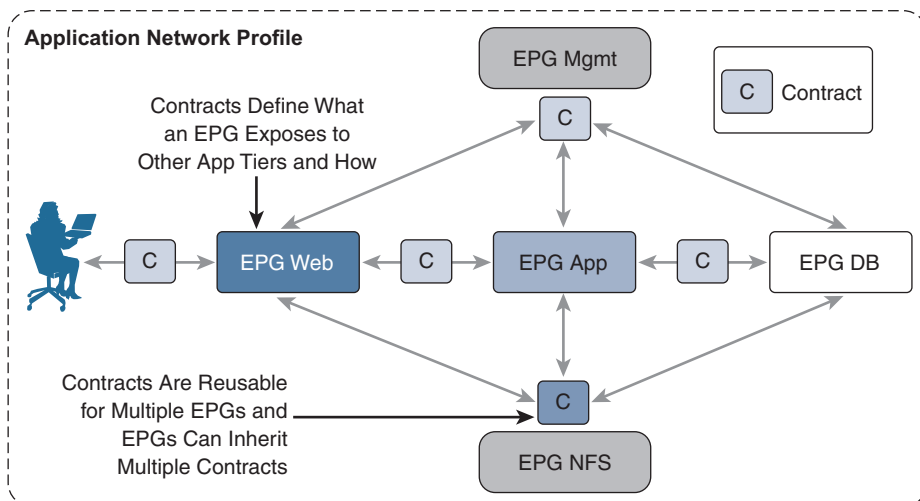 Application Network Profile
EPG Mgmt
C
Contract
Contracts Define What
an EPG Exposes to
Other App Tiers and How
C
C
EPG Web
C
EPG App
C
EPG DB
Contracts Are Reusable
for Multiple EPGs and
EPGs Can Inherit
Multiple Contracts
C
EPG NFS